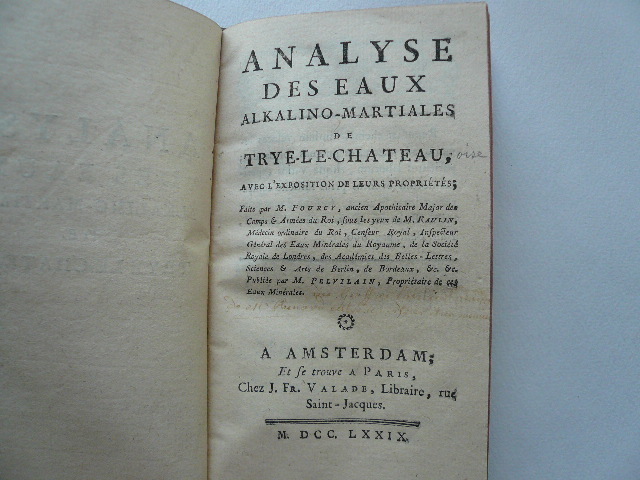 ANALYSE
DES EAUX
ALKALINO-MARTIALES
DE
TRYE-LE-CHATEAU, oise
AVEC L'EXPOSITION DE LEURS PROPRIÉTÉS;
Faite par M. FOURCY, ancien Apothicaire Major des
Camps & Armées du Roi, sous les yeux de M. RAULIN,
Médecin ordinaire du Roi, Censeur Royal, Inspecteur
Général des Eaux Minérales du Royaume, de la Société
Royale de Londres, des Académies des Belles-Lettres,
Sciences & Arts de Berlin, de Bordeaux, &c. &c.
Publiée par M. PELVILAIN, Propriétaire de ces
Eaux Minérales.
A AMSTERDAM;
Et se trouve A PARIS,
Chez J. FR. VALADE, Libraire, rue
Saint-Jacques.
M. DCC. LXXIX.